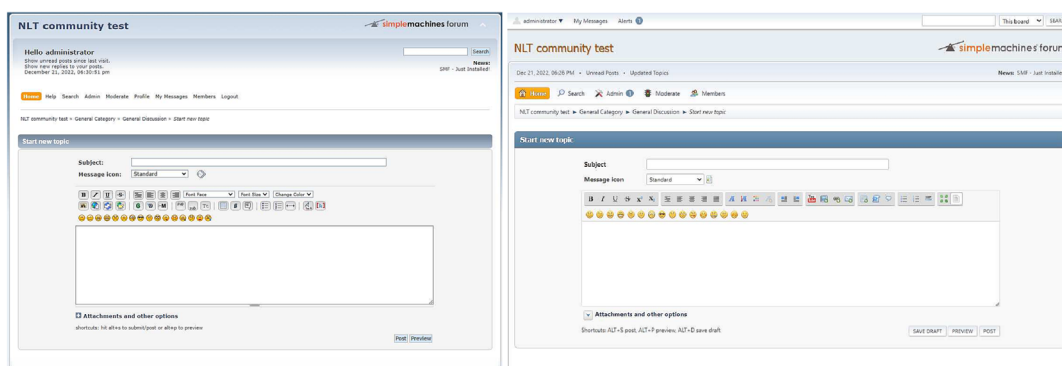 NLT community test
simplemachines forum
Hello administrator
Show unread posts since last visit.
Show new replies to your posts.
December 21, 2022, 06:30:51 pm
Search
News:
SMF - Just Installed!
Home Help Search Admin Moderate Profile My Messages Members Logout
NLT community test » General Category » General Discussion » Start new topic
Start new topic
Subject:
Message icon: Standard
B I U S Font Face Font Size Change Color
Attachments and other options
shortcuts: hit alt+s to submit/post or alt+p to preview
Post Preview
administrator ▼ My Messages Alerts
This board SEAR
NLT community test
simplemachines forum
Dec 21, 2022, 06:26 PM • Unread Posts • Updated Topics
News: SMF - Just Installe
Home Search Admin Moderate Members
NLT community test ► General Category ► General Discussion ► Start new topic
Start new topic
Subject
Message icon Standard
B I U
Attachments and other options
Shortcuts: ALT+S post, ALT+P preview, ALT+D save draft
SAVE DRAFT PREVIEW POST